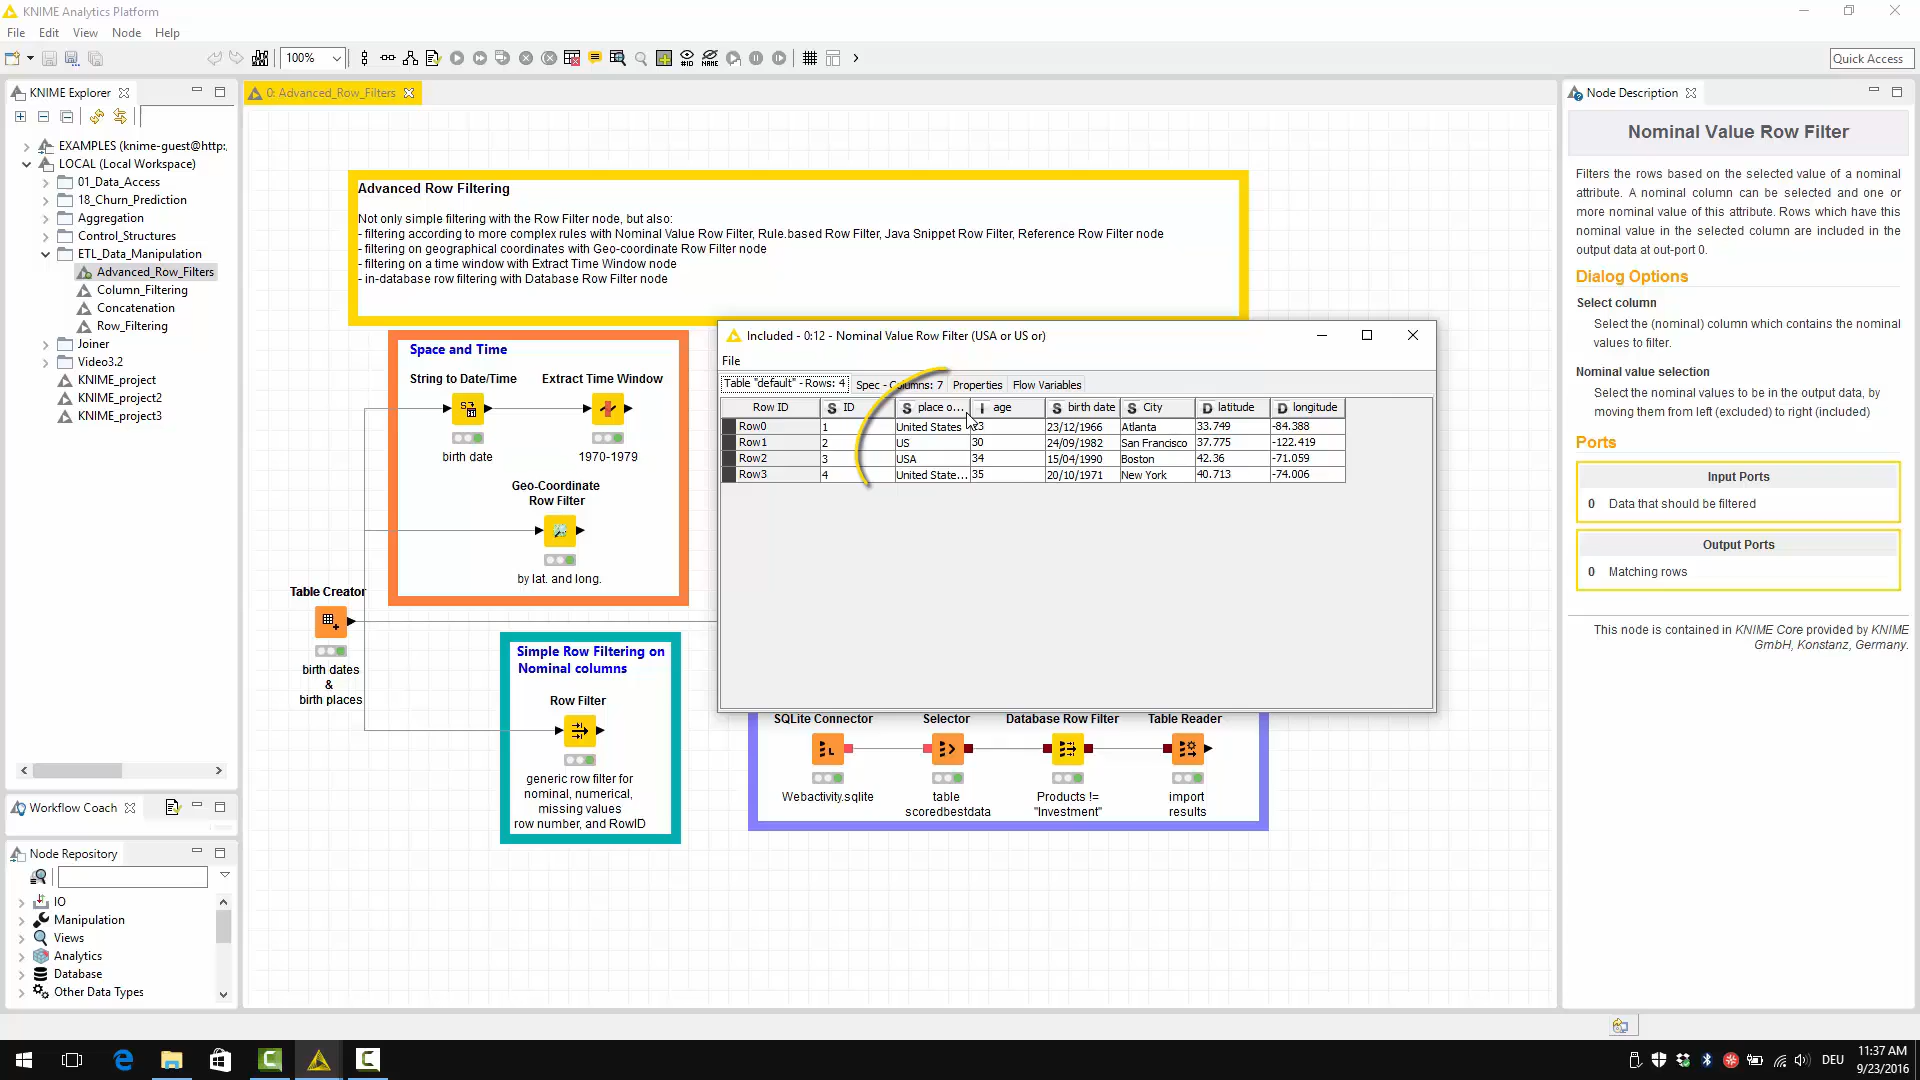 KNIME Analytics Platform
File Edit View Node Help
100%
Quick Access
KNIME Explorer
EXAMPLES (knime-guest@http:,
LOCAL (Local Workspace)
01_Data_Access
18_Churn_Prediction
Aggregation
Control_Structures
ETL_Data_Manipulation
Advanced_Row_Filters
Column_Filtering
Concatenation
Row_Filtering
Joiner
Video3.2
KNIME_project
KNIME_project2
KNIME_project3
Workflow Coach
Node Repository
IO
Manipulation
Views
Analytics
Database
Other Data Types
0: Advanced_Row_Filters
Advanced Row Filtering
Not only simple filtering with the Row Filter node, but also:
- filtering according to more complex rules with Nominal Value Row Filter, Rule.based Row Filter, Java Snippet Row Filter, Reference Row Filter node
- filtering on geographical coordinates with Geo-coordinate Row Filter node
- filtering on a time window with Extract Time Window node
- in-database row filtering with Database Row Filter node
Space and Time
String to Date/Time Extract Time Window
birth date 1970-1979
Geo-Coordinate
Row Filter
by lat. and long.
Table Creator
birth dates
&
birth places
Simple Row Filtering on
Nominal columns
Row Filter
generic row filter for
nominal, numerical,
missing values
row number, and RowID
Included - 0:12 - Nominal Value Row Filter (USA or US or)
File
Table "default" - Rows: 4 Spec - Columns: 7 Properties Flow Variables
Row ID S ID S place o... I age S birth date S City D latitude D longitude
Row0 1 United States 23/12/1966 Atlanta 33.749 -84.388
Row1 2 US 30 24/09/1982 San Francisco 37.775 -122.419
Row2 3 USA 34 15/04/1990 Boston 42.36 -71.059
Row3 4 United State... 35 20/10/1971 New York 40.713 -74.006
SQLite Connector Selector Database Row Filter Table Reader
Webactivity.sqlite table Products != import
scoredbestdata "Investment" results
Node Description
Nominal Value Row Filter
Filters the rows based on the selected value of a nominal
attribute. A nominal column can be selected and one or
more nominal value of this attribute. Rows which have this
nominal value in the selected column are included in the
output data at out-port 0.
Dialog Options
Select column
Select the (nominal) column which contains the nominal
values to filter.
Nominal value selection
Select the nominal values to be in the output data, by
moving them from left (excluded) to right (included)
Ports
Input Ports
0 Data that should be filtered
Output Ports
0 Matching rows
This node is contained in KNIME Core provided by KNIME
GmbH, Konstanz, Germany.
DEU
11:37 AM
9/23/2016